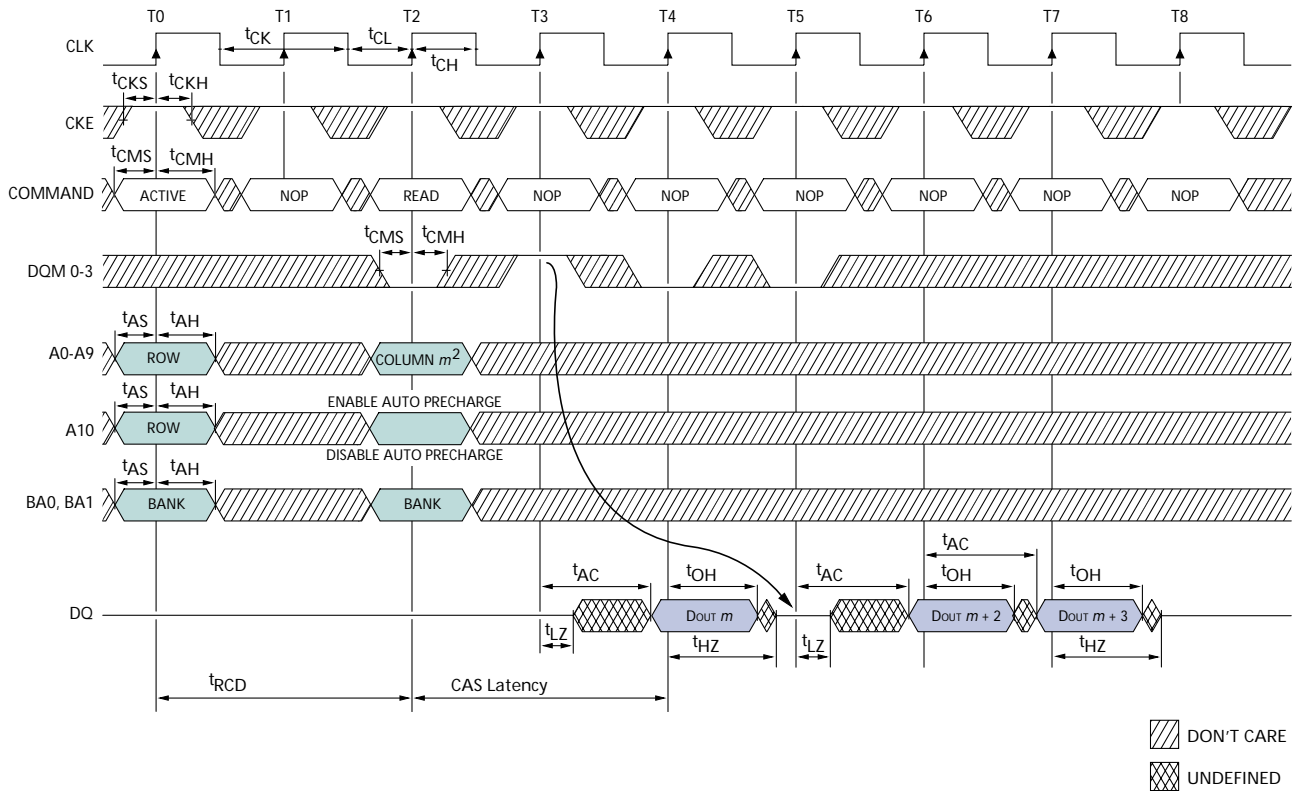 T0 T1 T2 T3 T4 T5 T6 T7 T8
CLK
tCK tCL
tCH
tCKS tCKH
CKE
tCMS tCMH
COMMAND ACTIVE NOP READ NOP NOP NOP NOP NOP NOP
tCMS tCMH
DQM 0-3
tAS tAH
A0-A9 ROW COLUMN m2
tAS tAH
ENABLE AUTO PRECHARGE
A10 ROW
DISABLE AUTO PRECHARGE
tAS tAH
BA0, BA1 BANK BANK
tAC
tAC tOH tAC tOH tOH
DQ DOUT m DOUT m + 2 DOUT m + 3
tLZ tHZ tLZ tHZ
tRCD CAS Latency
DON'T CARE
UNDEFINED